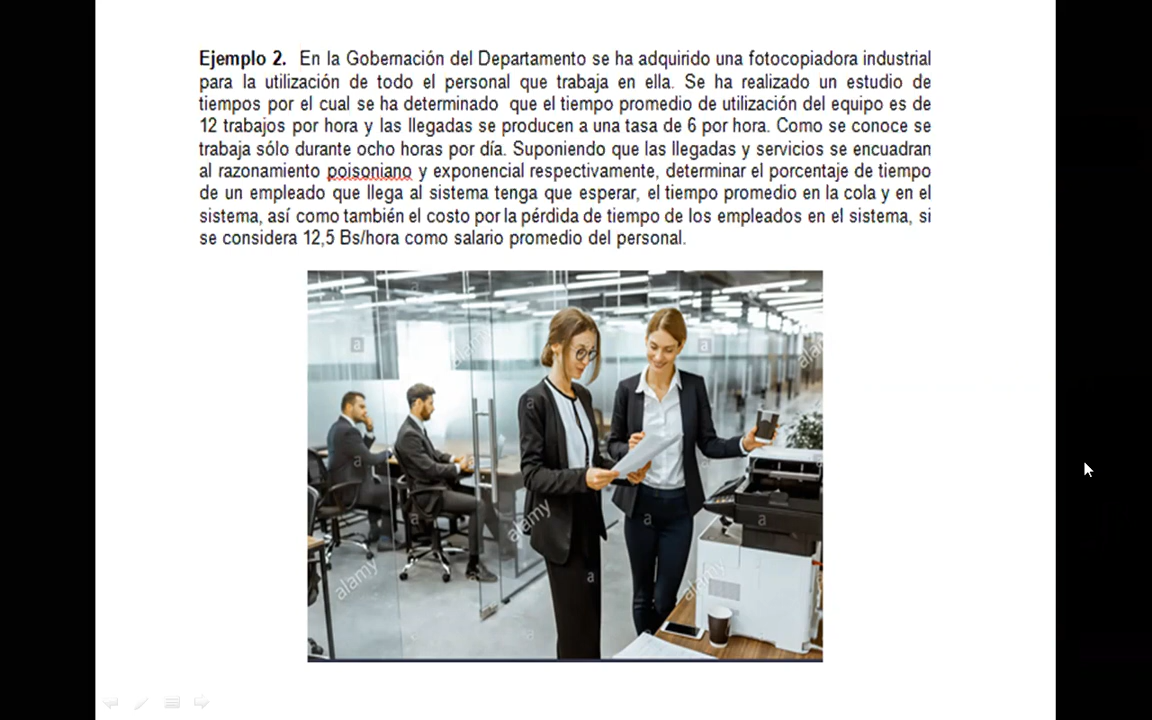 Ejemplo 2. En la Gobernación del Departamento se ha adquirido una fotocopiadora industrial
para la utilización de todo el personal que trabaja en ella. Se ha realizado un estudio de
tiempos por el cual se ha determinado que el tiempo promedio de utilización del equipo es de
12 trabajos por hora y las llegadas se producen a una tasa de 6 por hora. Como se conoce se
trabaja sólo durante ocho horas por día. Suponiendo que las llegadas y servicios se encuadran
al razonamiento poisoniano y exponencial respectivamente, determinar el porcentaje de tiempo
de un empleado que llega al sistema tenga que esperar, el tiempo promedio en la cola y en el
sistema, así como también el costo por la pérdida de tiempo de los empleados en el sistema, si
se considera 12,5 Bs/hora como salario promedio del personal.
a
a
alamy
alamy
a
a
a
alamy
a
a
a
alamy
alamy
a